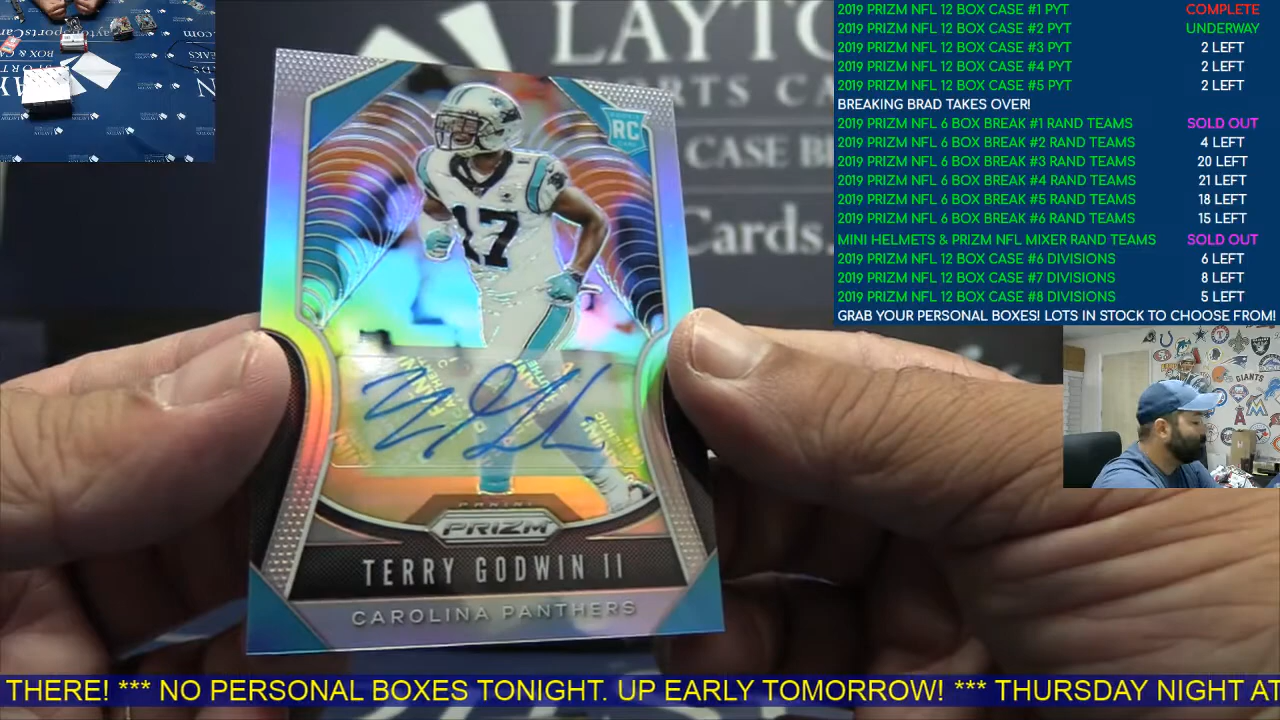 LAYTO
RTS CA
CASE B
Cards.
RC
17
PANINI
PRIZM
TERRY GODWIN II
CAROLINA PANTHERS
2019 PRIZM NFL 12 BOX CASE #1 PYT COMPLETE
2019 PRIZM NFL 12 BOX CASE #2 PYT UNDERWAY
2019 PRIZM NFL 12 BOX CASE #3 PYT 2 LEFT
2019 PRIZM NFL 12 BOX CASE #4 PYT 2 LEFT
2019 PRIZM NFL 12 BOX CASE #5 PYT 2 LEFT
BREAKING BRAD TAKES OVER!
2019 PRIZM NFL 6 BOX BREAK #1 RAND TEAMS SOLD OUT
2019 PRIZM NFL 6 BOX BREAK #2 RAND TEAMS 4 LEFT
2019 PRIZM NFL 6 BOX BREAK #3 RAND TEAMS 20 LEFT
2019 PRIZM NFL 6 BOX BREAK #4 RAND TEAMS 21 LEFT
2019 PRIZM NFL 6 BOX BREAK #5 RAND TEAMS 18 LEFT
2019 PRIZM NFL 6 BOX BREAK #6 RAND TEAMS 15 LEFT
MINI HELMETS & PRIZM NFL MIXER RAND TEAMS SOLD OUT
2019 PRIZM NFL 12 BOX CASE #6 DIVISIONS 6 LEFT
2019 PRIZM NFL 12 BOX CASE #7 DIVISIONS 8 LEFT
2019 PRIZM NFL 12 BOX CASE #8 DIVISIONS 5 LEFT
GRAB YOUR PERSONAL BOXES! LOTS IN STOCK TO CHOOSE FROM!
GIANTS
THERE! *** NO PERSONAL BOXES TONIGHT. UP EARLY TOMORROW! *** THURSDAY NIGHT AT